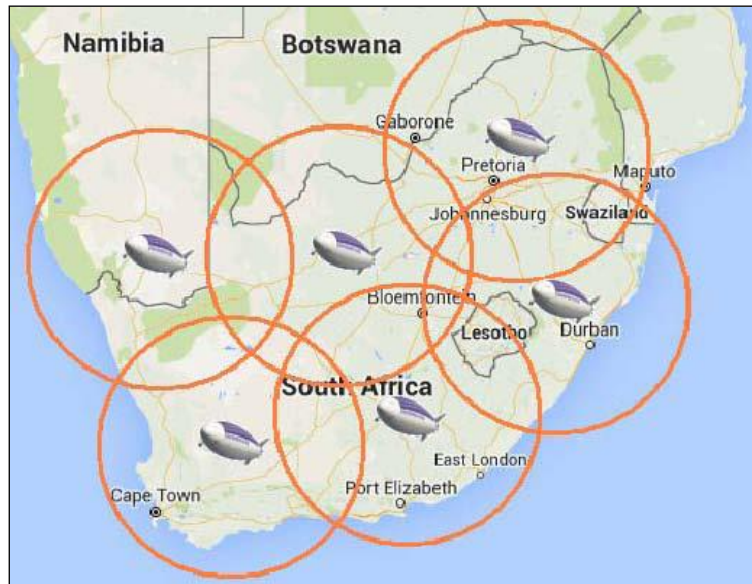 Namibia
Botswana
Gaborone
Pretoria
Maputo
Johannesburg
Swaziland
Bloemfontein
Lesotho
Durban
South Africa
East London
Port Elizabeth
Cape Town